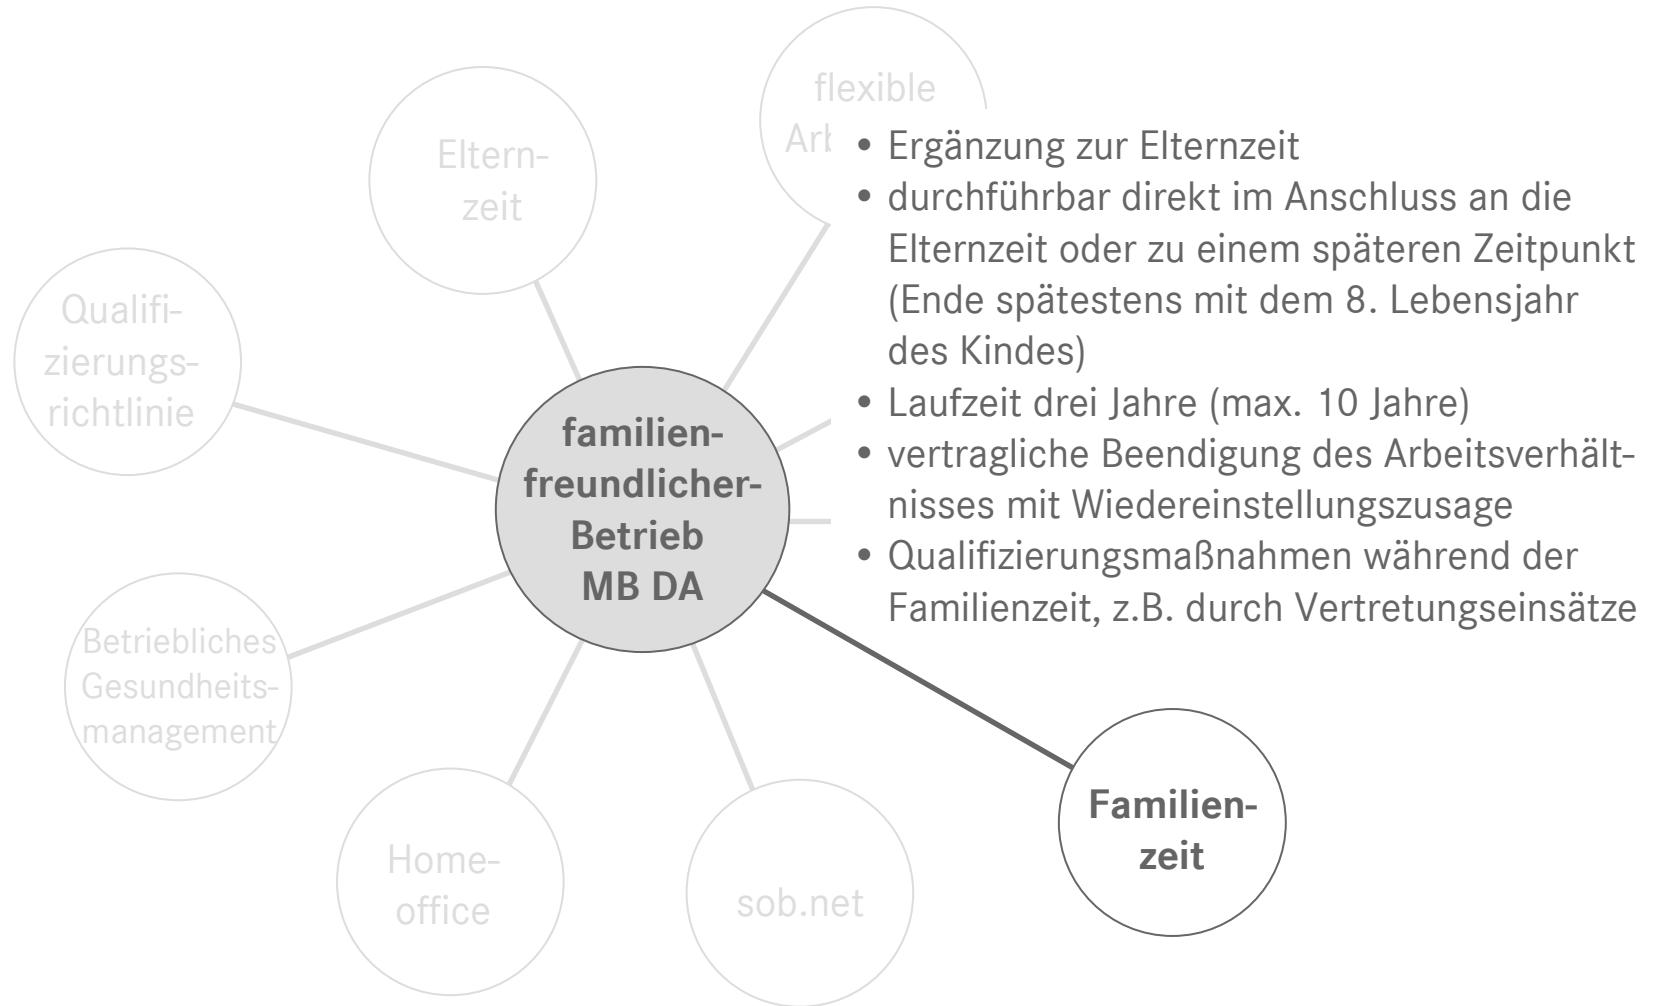 flexible
Eltern-
zeit
• Ergänzung zur Elternzeit
• durchführbar direkt im Anschluss an die
Elternzeit oder zu einem späteren Zeitpunkt
(Ende spätestens mit dem 8. Lebensjahr
des Kindes)
• Laufzeit drei Jahre (max. 10 Jahre)
• vertragliche Beendigung des Arbeitsverhält-
nisses mit Wiedereinstellungszusage
• Qualifizierungsmaßnahmen während der
Familienzeit, z.B. durch Vertretungseinsätze
Qualifi-
zierungs-
richtlinie
familien-
freundlicher-
Betrieb
MB DA
Betriebliches
Gesundheits-
management
Home-
office
sob.net
Familien-
zeit